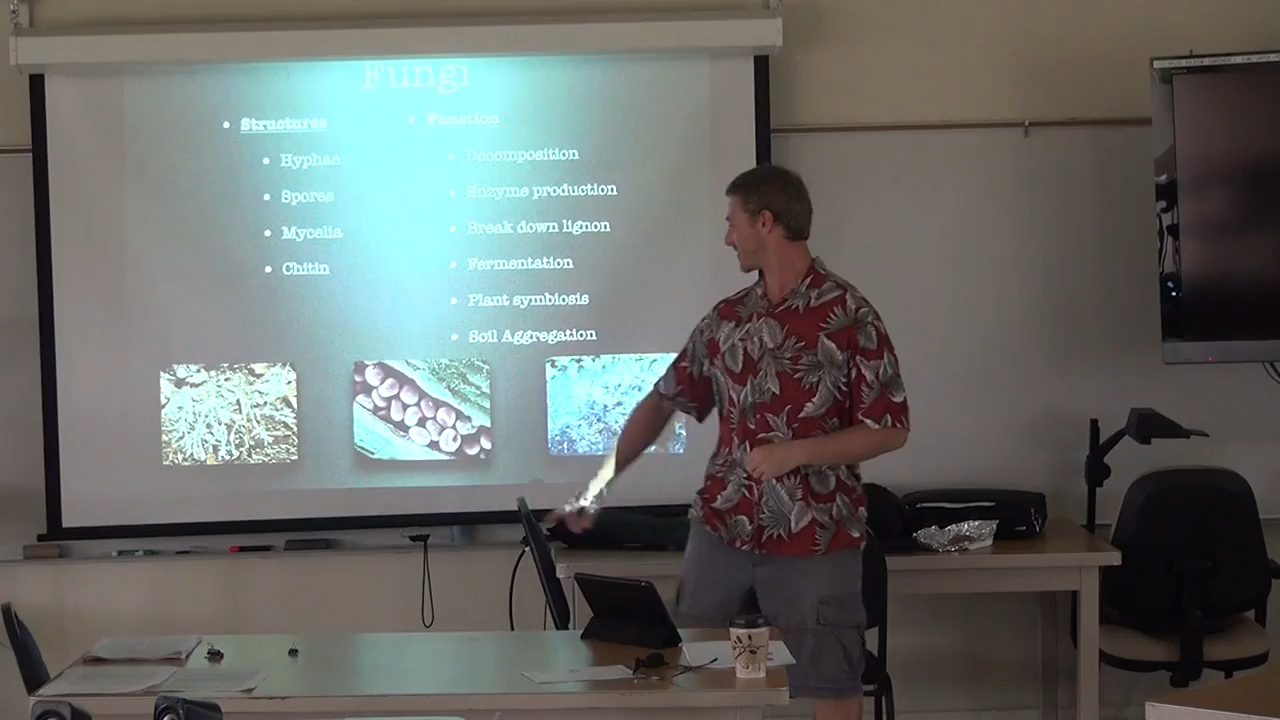 Fungi
Structures
Hyphae
Spores
Mycelia
Chitin
Function
Decomposition
Enzyme production
Break down lignon
Fermentation
Plant symbiosis
Soil Aggregation